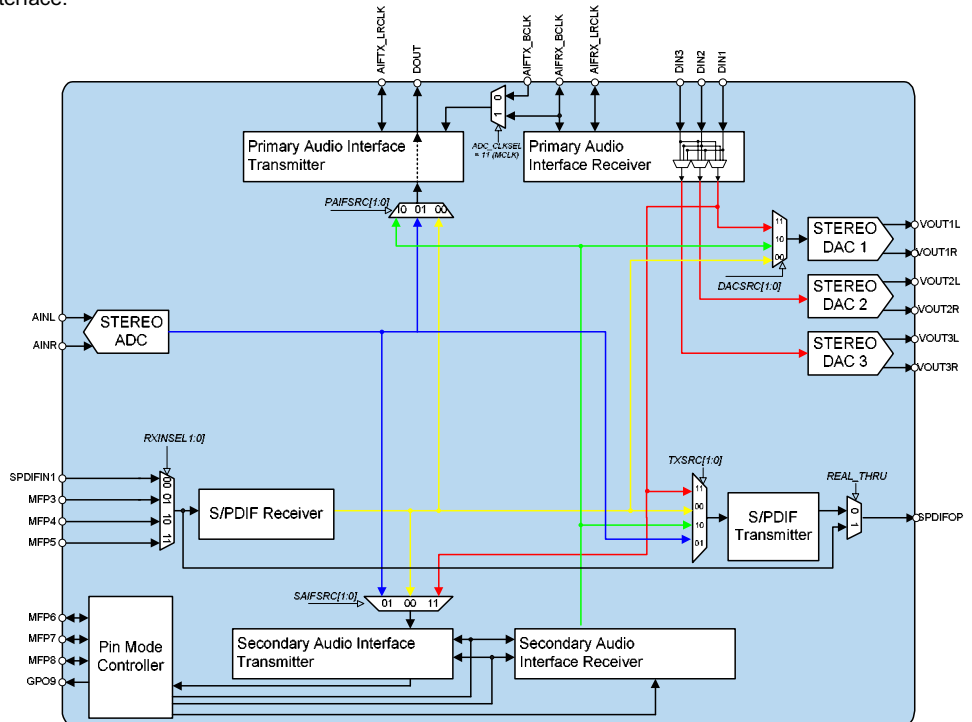 terface.
AIFTX_LRCLK
DOUT
AIFTX_BCLK
AIFRX_BCLK
AIFRX_LRCLK
DIN3
DIN2
DIN1
Primary Audio Interface
Transmitter
1 0
ADC_CLKSEL
= 11 (MCLK)
Primary Audio
Interface Receiver
PAIFSRC[1:0]
10 01 00
11
10
00
DACSRC[1:0]
STEREO
DAC 1
VOUT1L
VOUT1R
STEREO
DAC 2
VOUT2L
VOUT2R
STEREO
DAC 3
VOUT3L
VOUT3R
AINL
AINR
STEREO
ADC
RXINSEL1:0]
SPDIFIN1
MFP3
MFP4
MFP5
00 01 10 11
S/PDIF Receiver
TXSRC[1:0]
11
00
10
01
S/PDIF
Transmitter
REAL_THRU
0 1
SPDIFOP
SAIFSRC[1:0]
01 00 11
MFP6
MFP7
MFP8
GPO9
Pin Mode
Controller
Secondary Audio Interface
Transmitter
Secondary Audio
Interface Receiver